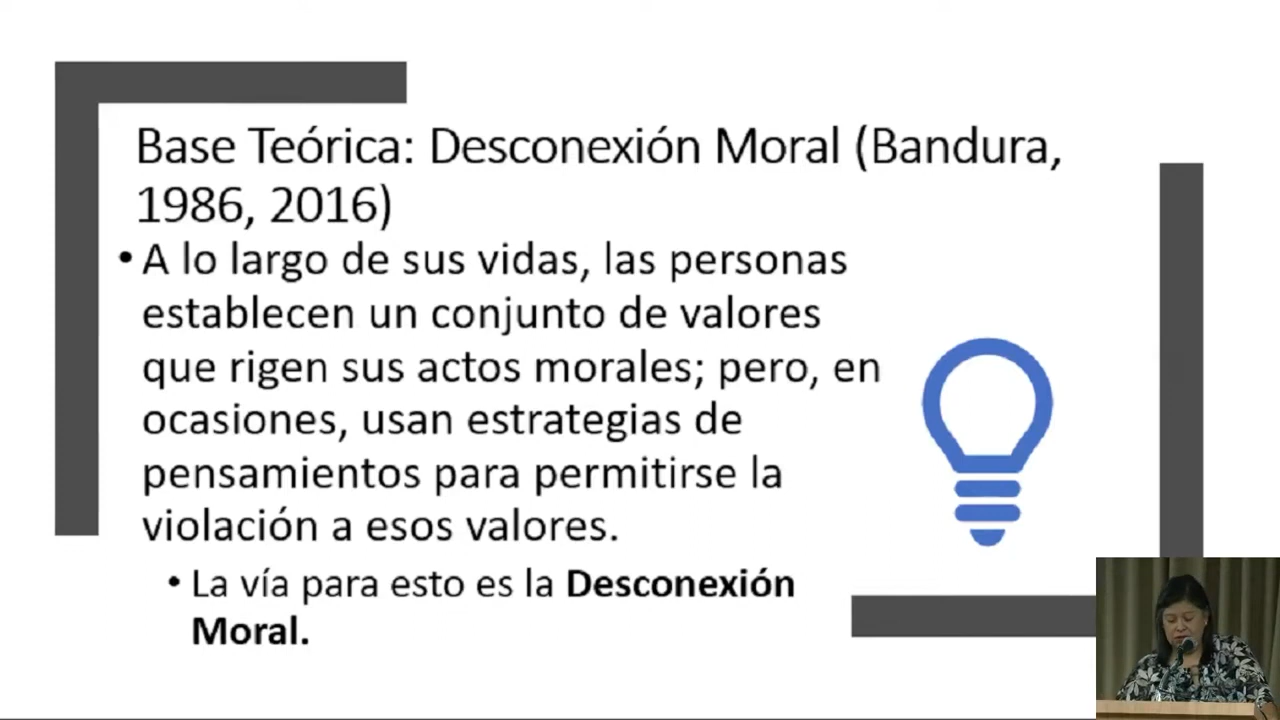 Base Teórica: Desconexión Moral (Bandura,
1986, 2016)
• A lo largo de sus vidas, las personas
establecen un conjunto de valores
que rigen sus actos morales; pero, en
ocasiones, usan estrategias de
pensamientos para permitirse la
violación a esos valores.
• La vía para esto es la Desconexión
Moral.